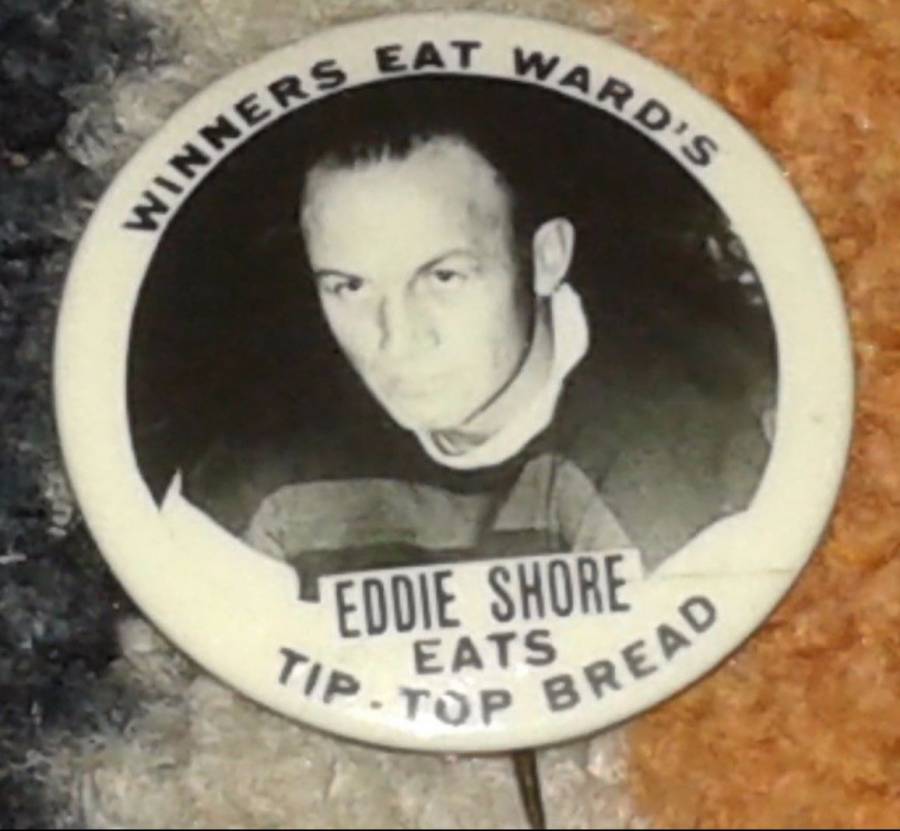 WINNERS EAT WARD'S
EDDIE SHORE
EATS
TIP-TOP BREAD